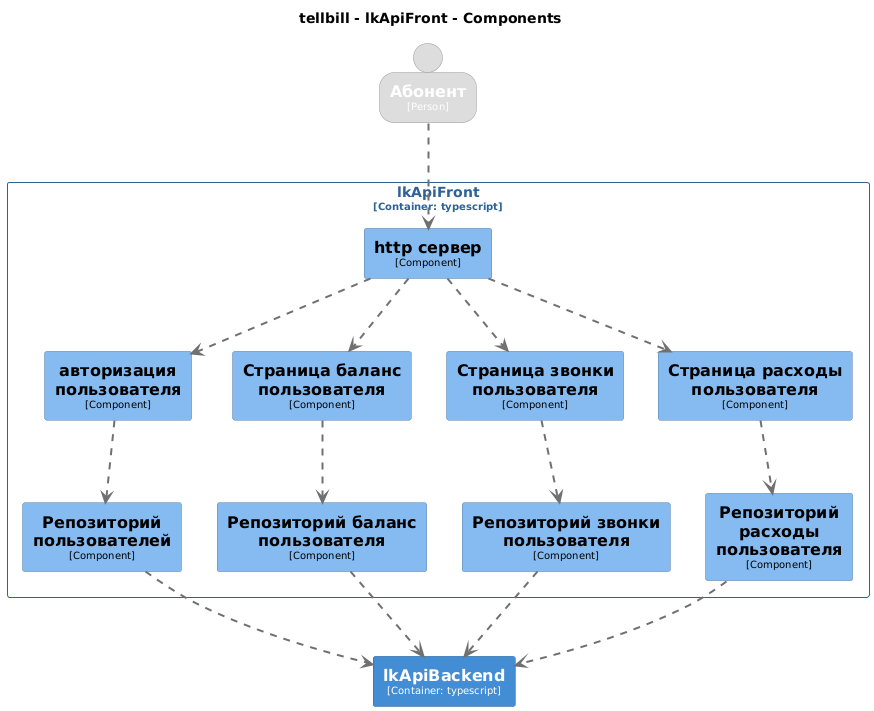 tellbill - lkApiFront - Components
Абонент
[Person]
lkApiFront
[Container: typescript]
http сервер
[Component]
авторизация
пользователя
[Component]
Страница баланс
пользователя
[Component]
Страница звонки
пользователя
[Component]
Страница расходы
пользователя
[Component]
Репозиторий
пользователей
[Component]
Репозиторий баланс
пользователя
[Component]
Репозиторий звонки
пользователя
[Component]
Репозиторий
расходы
пользователя
[Component]
lkApiBackend
[Container: typescript]